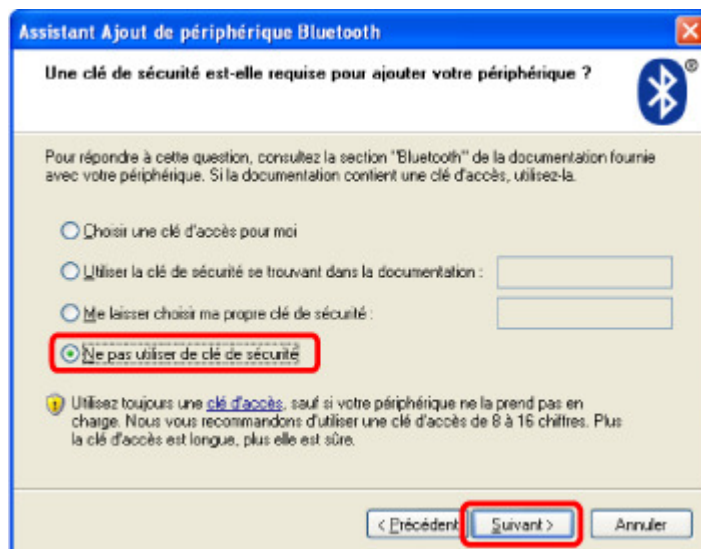 Assistant Ajout de périphérique Bluetooth
Une clé de sécurité est-elle requise pour ajouter votre périphérique ?
®
Pour répondre à cette question, consultez la section "Bluetooth" de la documentation fournie
avec votre périphérique. Si la documentation contient une clé d'accès, utilisez-la.
Choisir une clé d'accès pour moi
Utiliser la clé de sécurité se trouvant dans la documentation :
Me laisser choisir ma propre clé de sécurité :
Ne pas utiliser de clé de sécurité
Utilisez toujours une clé d'accès, sauf si votre périphérique ne la prend pas en
charge. Nous vous recommandons d'utiliser une clé d'accès de 8 à 16 chiffres. Plus
la clé d'accès est longue, plus elle est sûre.
< Précédent Suivant > Annuler